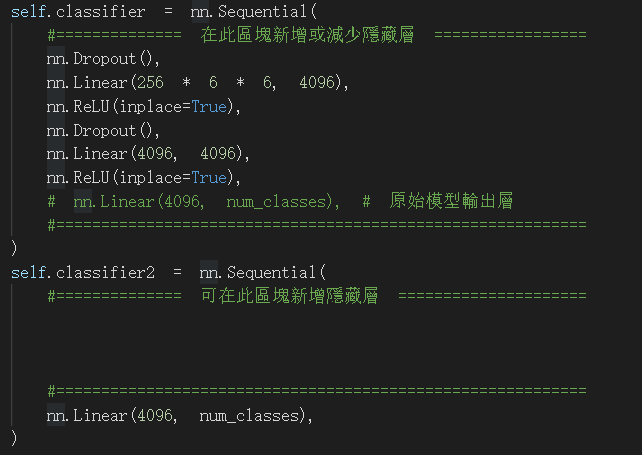 self.classifier = nn.Sequential(
#============== 在此區塊新增或減少隱藏層 =================
nn.Dropout(),
nn.Linear(256 * 6 * 6, 4096),
nn.ReLU(inplace=True),
nn.Dropout(),
nn.Linear(4096, 4096),
nn.ReLU(inplace=True),
# nn.Linear(4096, num_classes), # 原始模型輸出層
#===========================================================
)
self.classifier2 = nn.Sequential(
#============== 可在此區塊新增隱藏層 =====================
#===========================================================
nn.Linear(4096, num_classes),
)